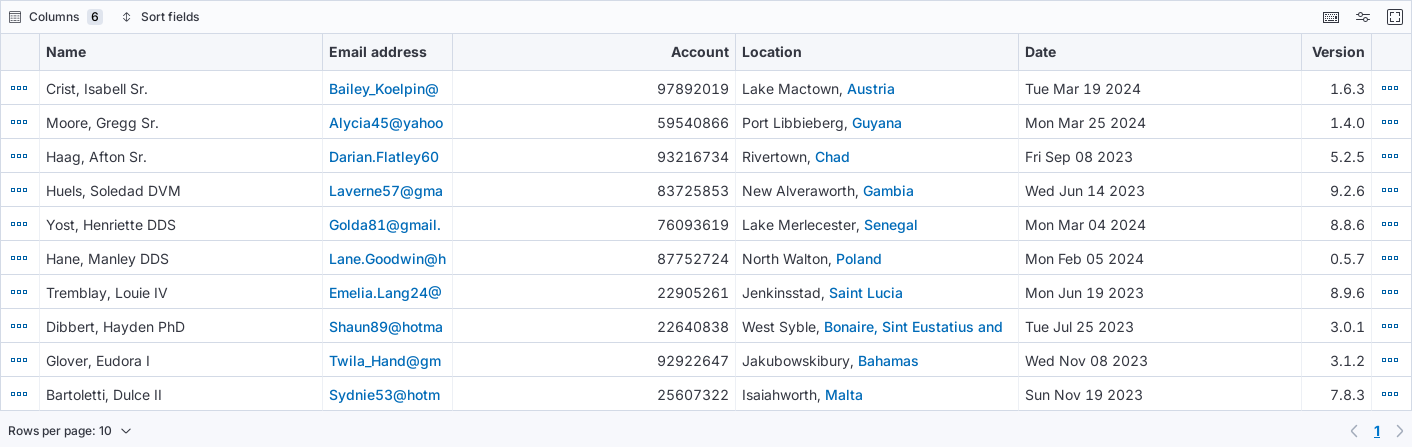 Columns 6 Sort fields
Name Email address Account Location Date Version
Crist, Isabell Sr. Bailey_Koelpin@ 97892019 Lake Mactown, Austria Tue Mar 19 2024 1.6.3
Moore, Gregg Sr. Alycia45@yahoo 59540866 Port Libbieberg, Guyana Mon Mar 25 2024 1.4.0
Haag, Afton Sr. Darian.Flatley60 93216734 Rivertown, Chad Fri Sep 08 2023 5.2.5
Huels, Soledad DVM Laverne57@gma 83725853 New Alveraworth, Gambia Wed Jun 14 2023 9.2.6
Yost, Henriette DDS Golda81@gmail. 76093619 Lake Merlecester, Senegal Mon Mar 04 2024 8.8.6
Hane, Manley DDS Lane.Goodwin@h 87752724 North Walton, Poland Mon Feb 05 2024 0.5.7
Tremblay, Louie IV Emelia.Lang24@ 22905261 Jenkinsstad, Saint Lucia Mon Jun 19 2023 8.9.6
Dibbert, Hayden PhD Shaun89@hotma 22640838 West Syble, Bonaire, Sint Eustatius and Tue Jul 25 2023 3.0.1
Glover, Eudora I Twila_Hand@gm 92922647 Jakubowskibury, Bahamas Wed Nov 08 2023 3.1.2
Bartoletti, Dulce II Sydnie53@hotm 25607322 Isaiahworth, Malta Sun Nov 19 2023 7.8.3
Rows per page: 10 1